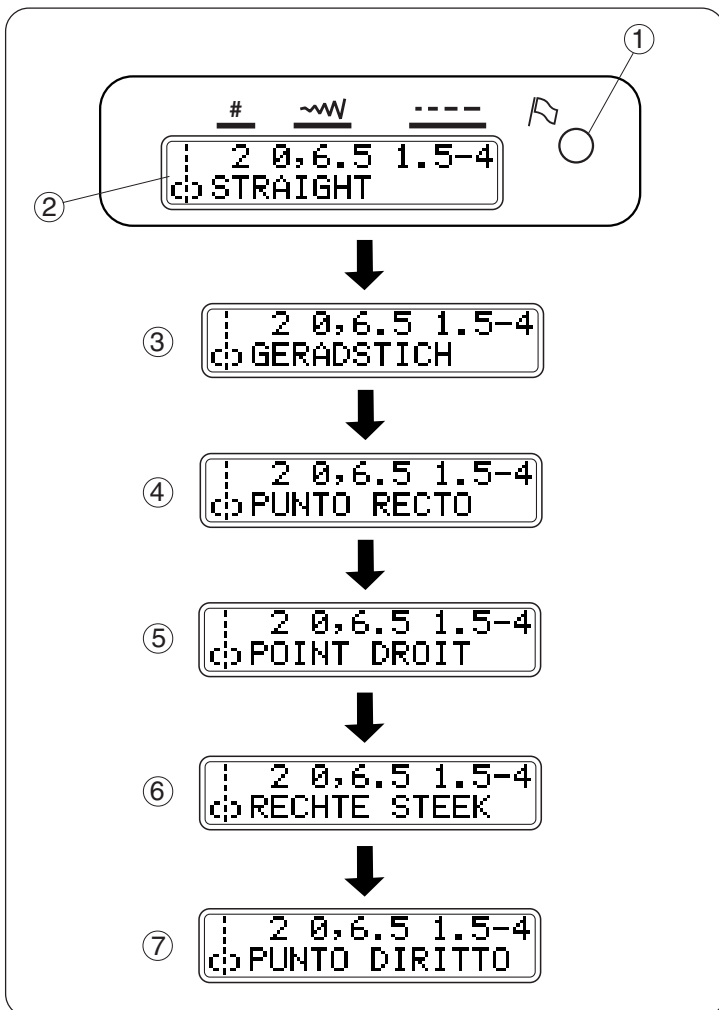 ①
#
2 0,6.5 1.5-4
② STRAIGHT
2 0,6.5 1.5-4
③ GERADSTICH
2 0,6.5 1.5-4
④ PUNTO RECTO
2 0,6.5 1.5-4
⑤ POINT DROIT
2 0,6.5 1.5-4
⑥ RECHTE STEEK
2 0,6.5 1.5-4
⑦ PUNTO DIRITTO